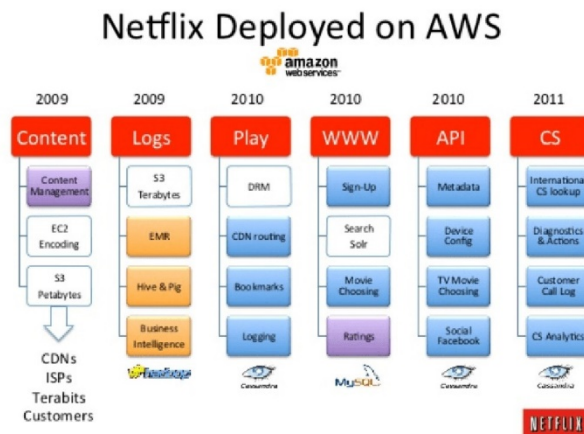 Netflix Deployed on AWS
amazon
webservices™
2009
2009
2010
2010
2010
2011
Content
Logs
Play
WWW
API
CS
Content
Management
EC2
Encoding
S3
Petabytes
CDNs
ISPs
Terabits
Customers
S3
Terabytes
EMR
Hive & Pig
Business
Intelligence
DRM
CDN routing
Bookmarks
Logging
Cassandra
Sign-Up
Search
Solr
Movie
Choosing
Ratings
MySQL
Metadata
Device
Config
TV Movie
Choosing
Social
Facebook
Cassandra
International
CS lookup
Diagnostics
& Actions
Customer
Call Log
CS Analytics
Cassandra
NETFLIX